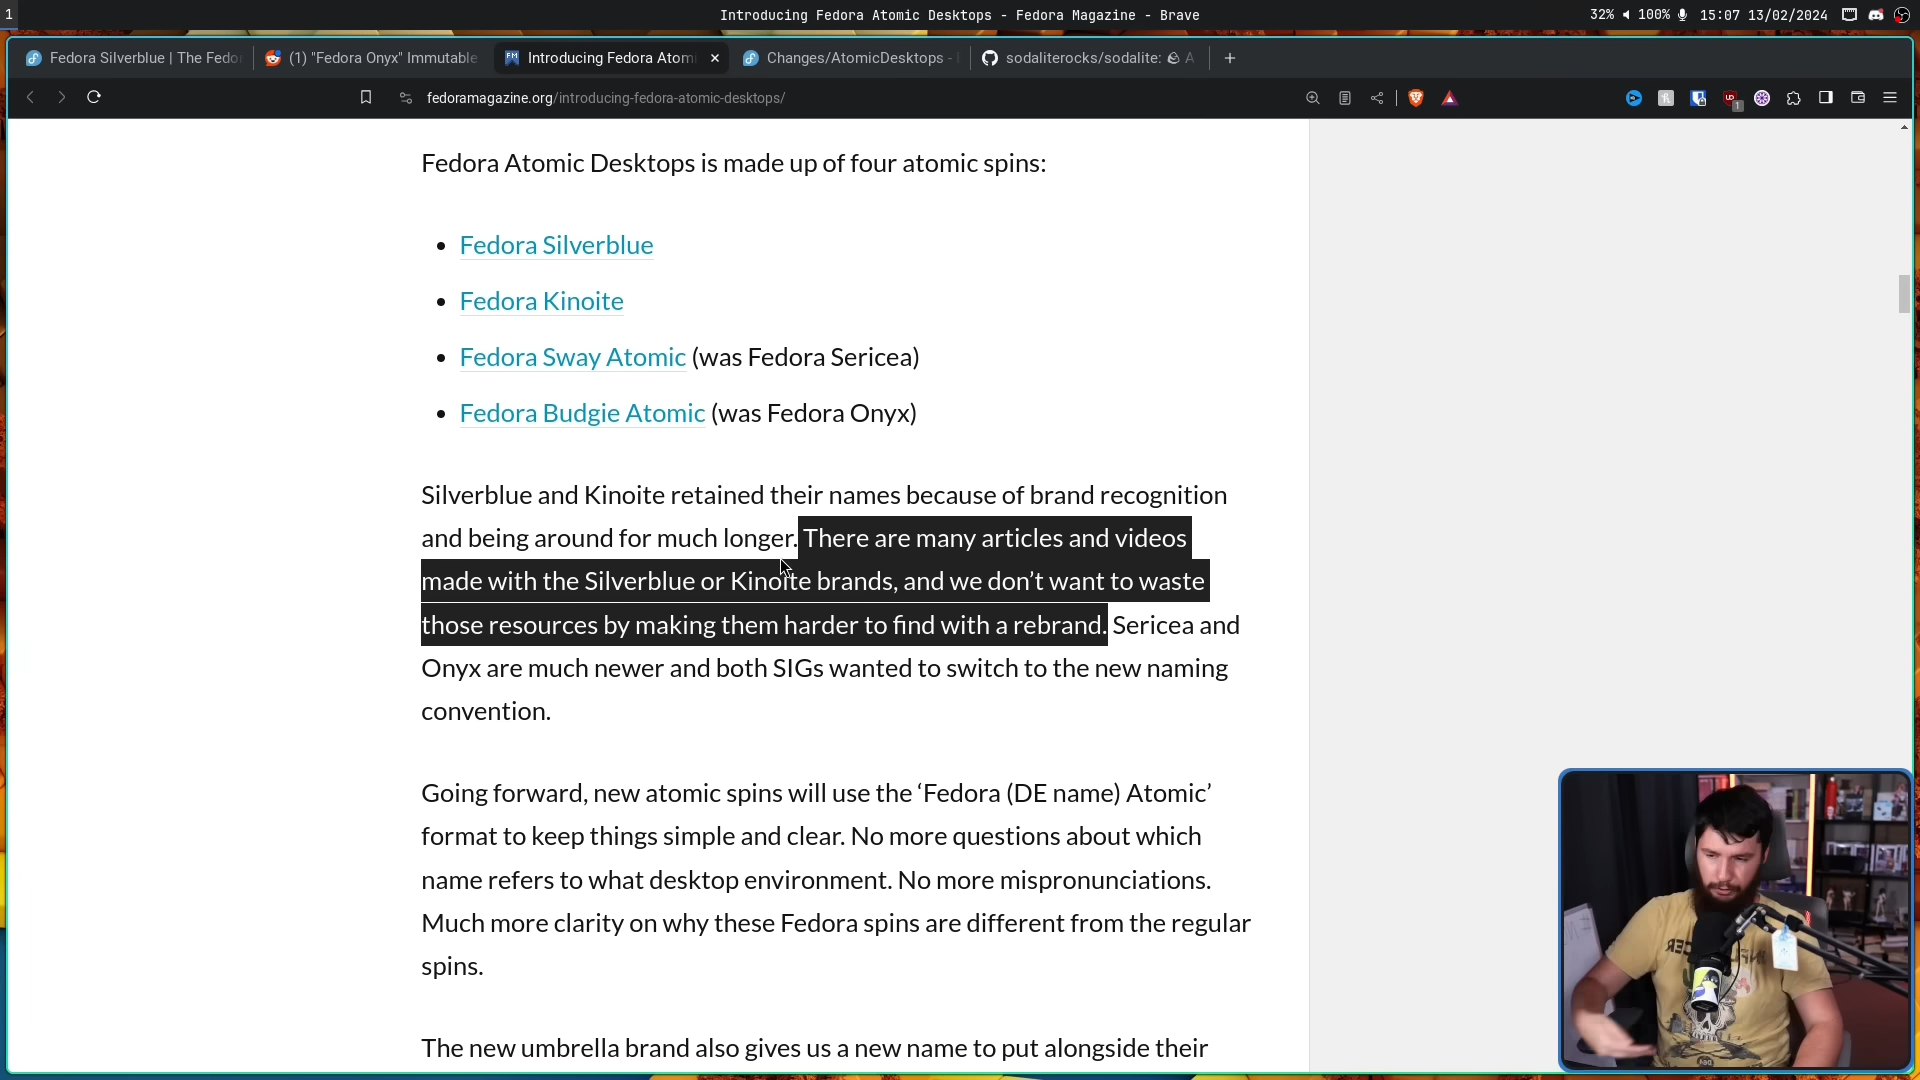 1
Introducing Fedora Atomic Desktops - Fedora Magazine - Brave
32% 100% 15:07 13/02/2024
Fedora Silverblue | The Fedo
(1) "Fedora Onyx" Immutable
Introducing Fedora Atom
Changes/AtomicDesktops -
sodaliterocks/sodalite:
fedoramagazine.org/introducing-fedora-atomic-desktops/
Fedora Atomic Desktops is made up of four atomic spins:
• Fedora Silverblue
• Fedora Kinoite
• Fedora Sway Atomic (was Fedora Sericea)
• Fedora Budgie Atomic (was Fedora Onyx)
Silverblue and Kinoite retained their names because of brand recognition
and being around for much longer. There are many articles and videos
made with the Silverblue or Kinoite brands, and we don’t want to waste
those resources by making them harder to find with a rebrand. Sericea and
Onyx are much newer and both SIGs wanted to switch to the new naming
convention.
Going forward, new atomic spins will use the ‘Fedora (DE name) Atomic’
format to keep things simple and clear. No more questions about which
name refers to what desktop environment. No more mispronunciations.
Much more clarity on why these Fedora spins are different from the regular
spins.
The new umbrella brand also gives us a new name to put alongside their